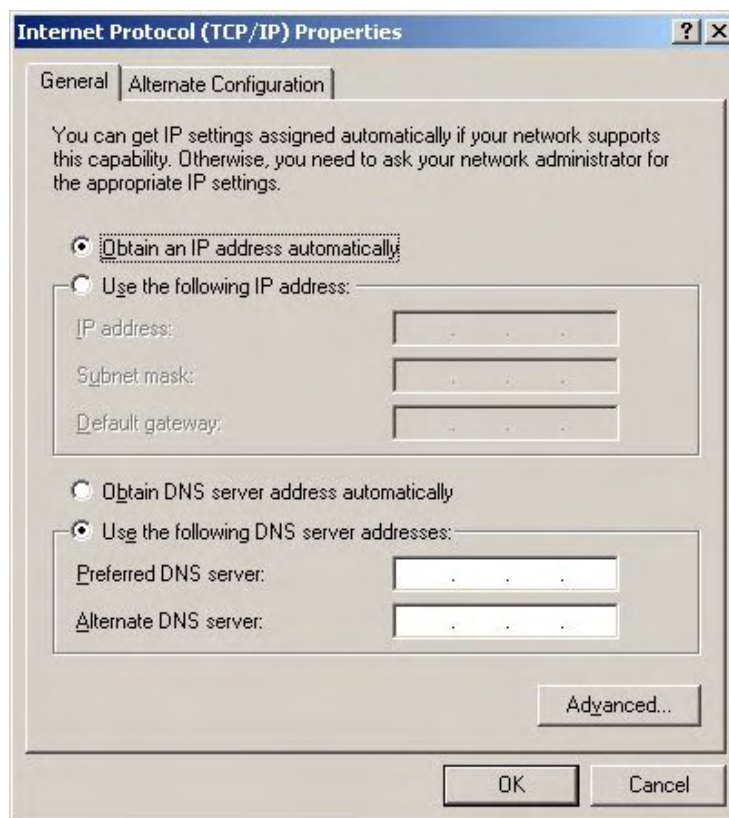 Internet Protocol (TCP/IP) Properties
General
Alternate Configuration
You can get IP settings assigned automatically if your network supports
this capability. Otherwise, you need to ask your network administrator for
the appropriate IP settings.
Obtain an IP address automatically
Use the following IP address:
IP address:
Subnet mask:
Default gateway:
Obtain DNS server address automatically
Use the following DNS server addresses:
Preferred DNS server:
Alternate DNS server:
Advanced...
OK
Cancel